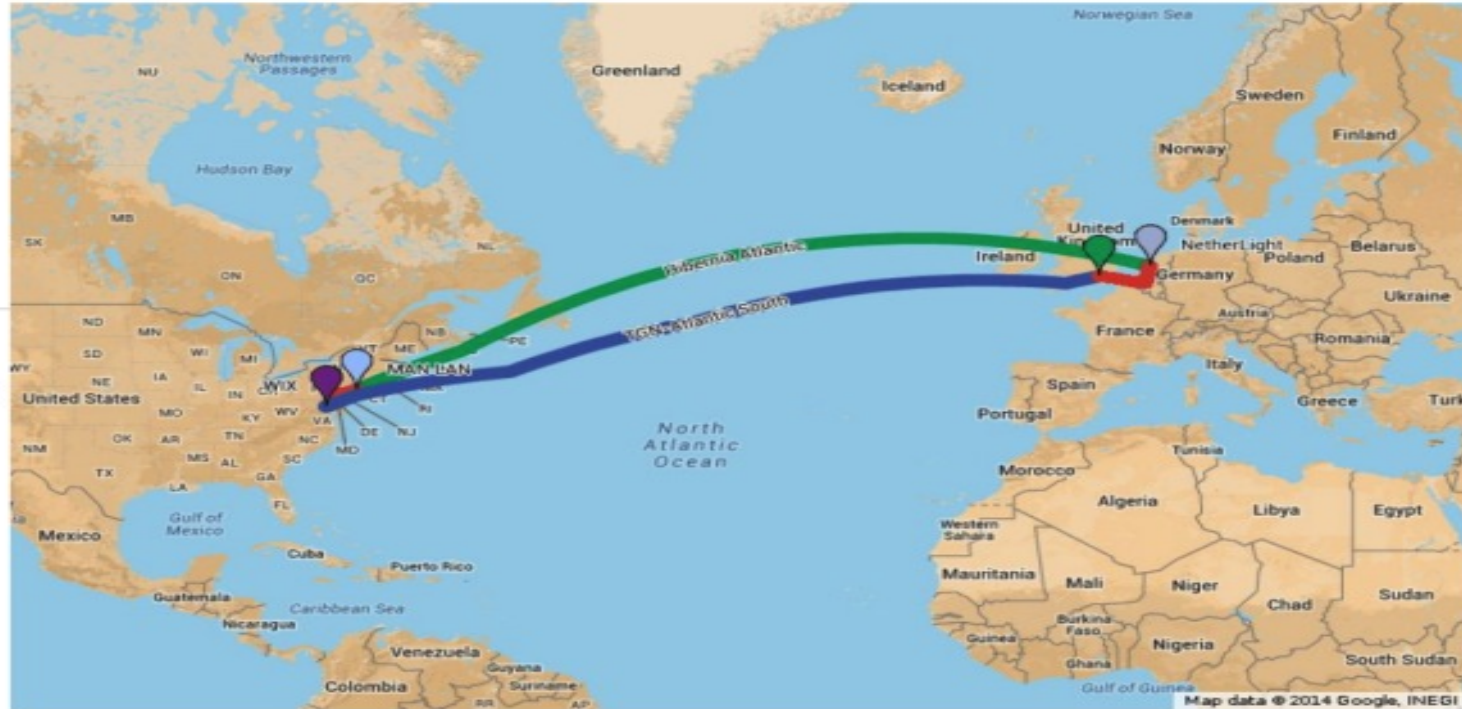 Norwegian Sea
Northwestern
Passages
NU
Greenland
Iceland
Sweden
Finland
Norway
Hudson Bay
MB
SK
NL
ON
QC
United
Kingdom
Denmark
NetherLight
Ireland
Poland
Belarus
Germany
Hibernia Atlantic
TGN-Atlantic South
Ukraine
France
Austria
Romania
Italy
Spain
Portugal
Greece
Turk
ND
MN
NB
PE
SD
WI
MI
VT
ME
WY
MAN LAN
WIX
NE
IA
IL
IN
United States
CT
RI
MO
KY
WV
VA
DE
NJ
MD
OK
AR
TN
NC
NM
MS
AL
SC
TX
LA
GA
FL
North
Atlantic
Ocean
Morocco
Tunisia
Algeria
Libya
Egypt
Western
Sahara
Gulf of
Mexico
Mexico
Cuba
Puerto Rico
Mauritania
Mali
Niger
Chad
Sudan
Guatemala
Caribbean Sea
Nicaragua
Burkina
Faso
Guinea
Nigeria
Ghana
Venezuela
Guyana
Suriname
Colombia
RR
AP
South Sudan
Gulf of Guinea
Map data © 2014 Google, INEGI